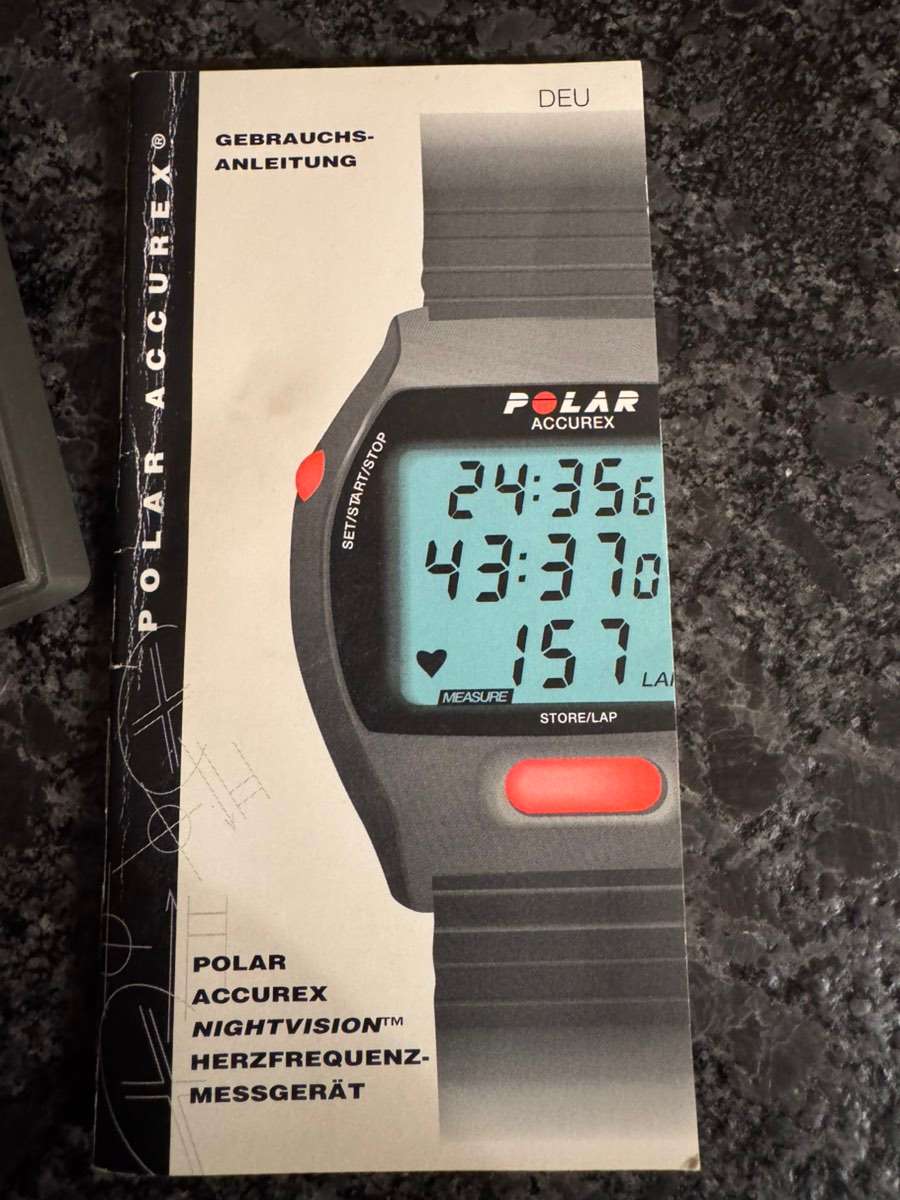 DEU
GEBRAUCHS-
ANLEITUNG
POLAR ACCUREX®
POLAR
ACCUREX
SET/START/STOP
24:35 6
43:37 0
157
MEASURE
STORE/LAP
POLAR
ACCUREX
NIGHTVISION™
HERZFREQUENZ-
MESSGERÄT